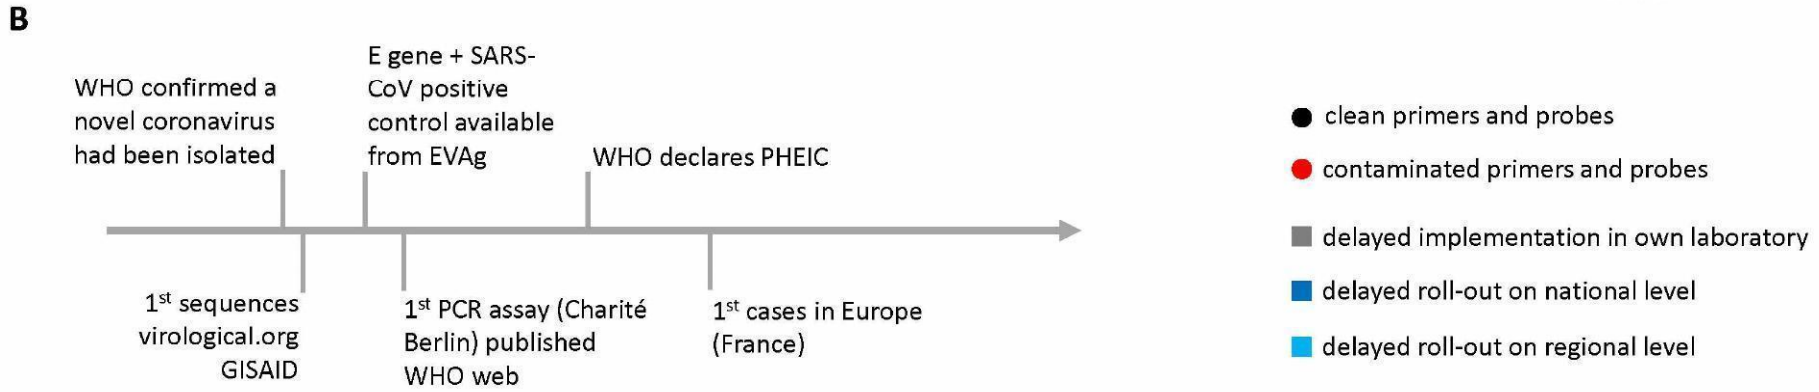 B
WHO confirmed a
novel coronavirus
had been isolated
E gene + SARS-
CoV positive
control available
from EVAg
WHO declares PHEIC
1st sequences
virological.org
GISAID
1st PCR assay (Charité
Berlin) published
WHO web
1st cases in Europe
(France)
clean primers and probes
contaminated primers and probes
delayed implementation in own laboratory
delayed roll-out on national level
delayed roll-out on regional level